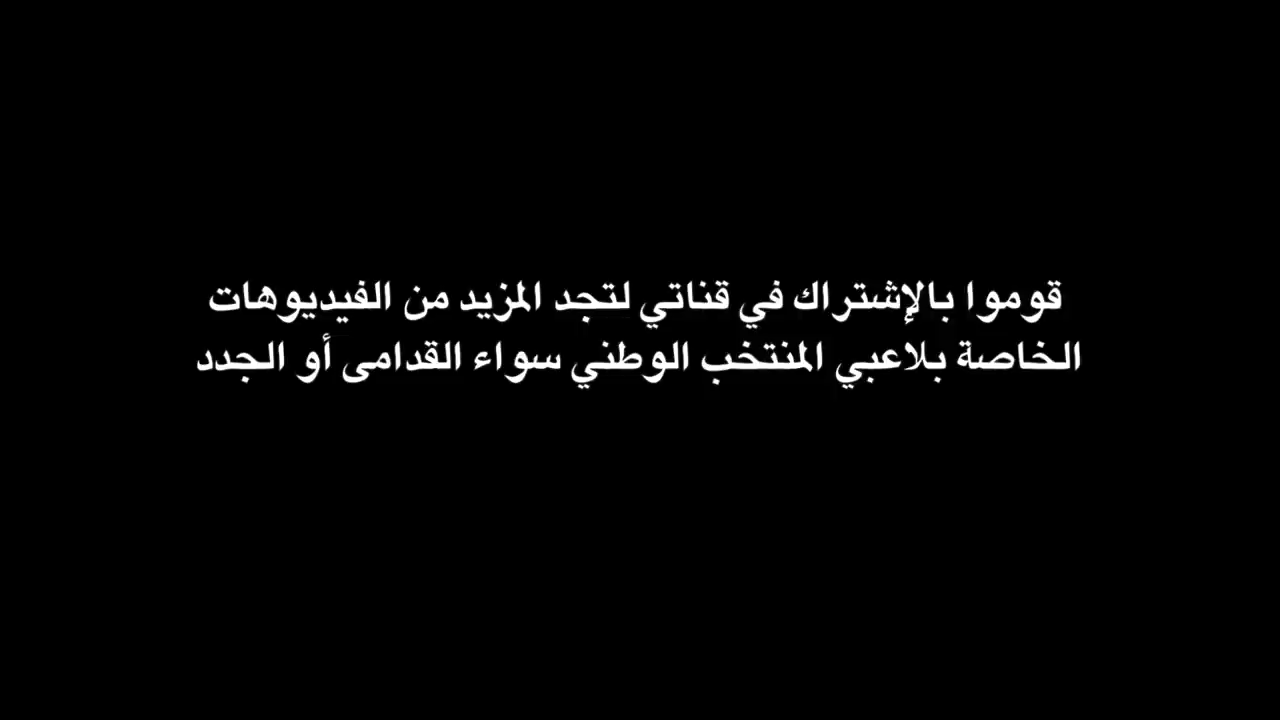 قوموا بالإشتراك في قناتي لتجد المزيد من الفيديوهات
الخاصة بلاعبي المنتخب الوطني سواء القدامى أو الجدد